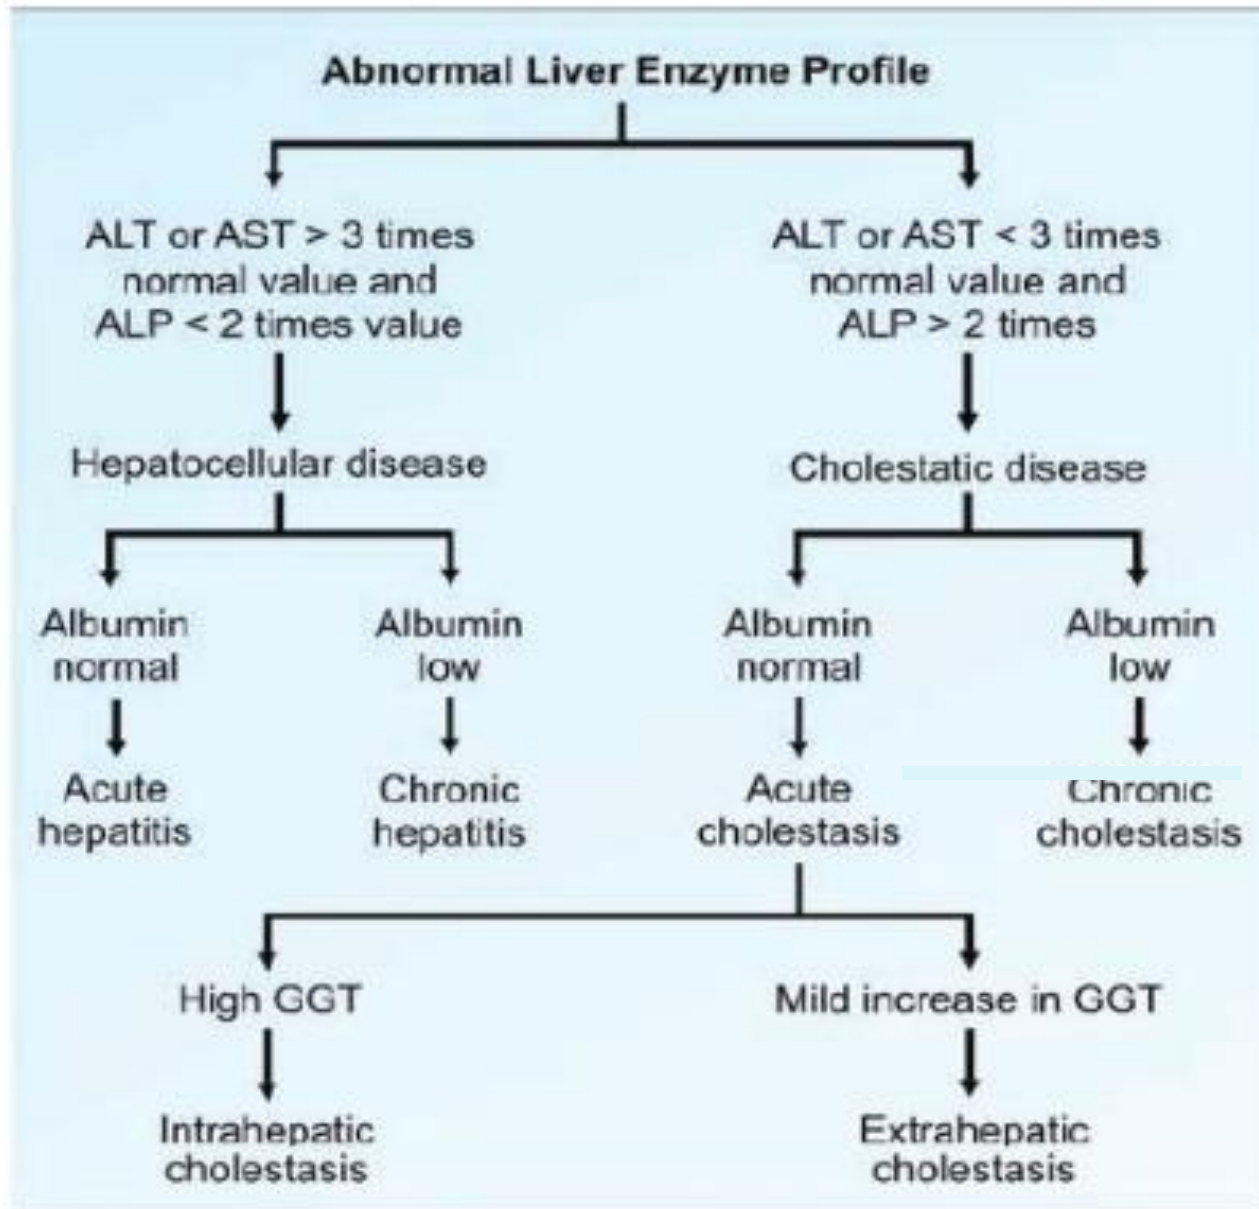 Abnormal Liver Enzyme Profile
ALT or AST > 3 times
normal value and
ALP < 2 times value
ALT or AST < 3 times
normal value and
ALP > 2 times
Hepatocellular disease
Cholestatic disease
Albumin
normal
Albumin
low
Albumin
normal
Albumin
low
Acute
hepatitis
Chronic
hepatitis
Acute
cholestasis
Chronic
cholestasis
High GGT
Mild increase in GGT
Intrahepatic
cholestasis
Extrahepatic
cholestasis